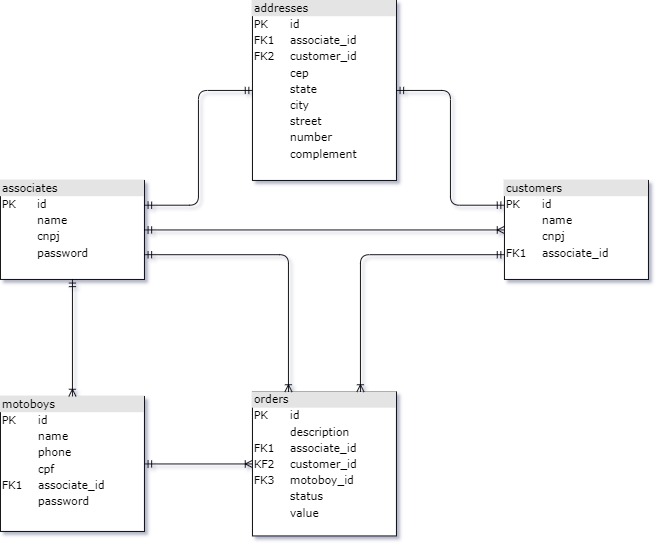 addresses
PK id
FK1 associate_id
FK2 customer_id
cep
state
city
street
number
complement
associates
PK id
name
cnpj
password
customers
PK id
name
cnpj
FK1 associate_id
motoboys
PK id
name
phone
cpf
FK1 associate_id
password
orders
PK id
description
FK1 associate_id
KF2 customer_id
FK3 motoboy_id
status
value